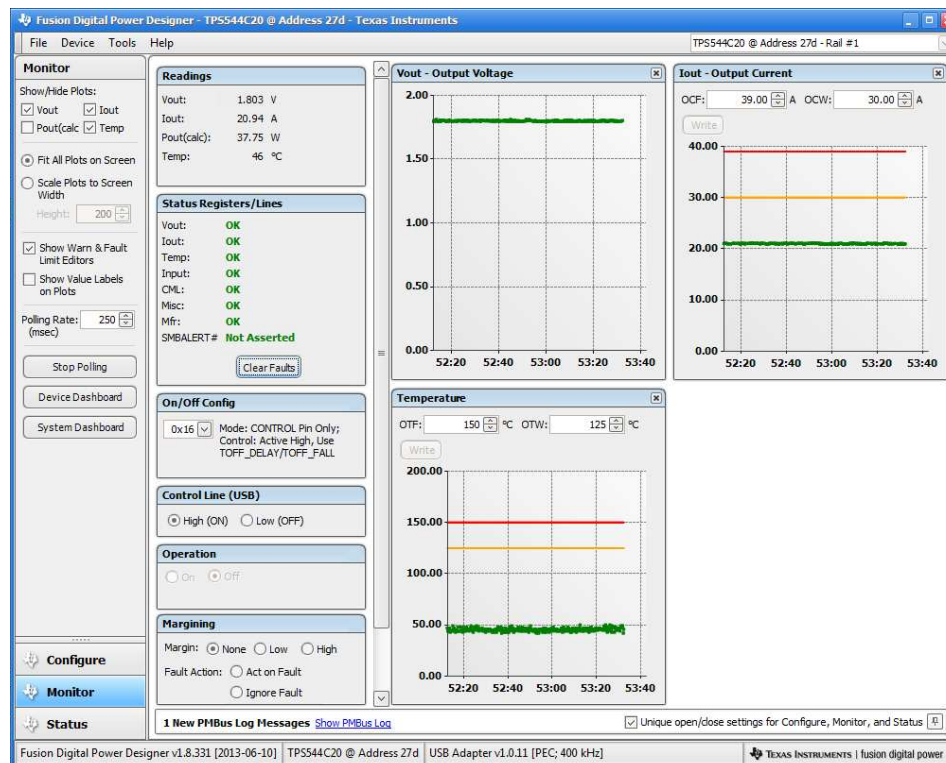 Fusion Digital Power Designer - TPS544C20 @ Address 27d - Texas Instruments
File Device Tools Help
TPS544C20 @ Address 27d - Rail #1
Monitor
Show/Hide Plots:
Vout Iout
Pout(calc Temp
Fit All Plots on Screen
Scale Plots to Screen
Width
Height: 200
Show Warn & Fault
Limit Editors
Show Value Labels
on Plots
Polling Rate: 250
(msec)
Stop Polling
Device Dashboard
System Dashboard
Configure
Monitor
Status
Readings
Vout: 1.803 V
Iout: 20.94 A
Pout(calc): 37.75 W
Temp: 46 °C
Status Registers/Lines
Vout: OK
Iout: OK
Temp: OK
Input: OK
CML: OK
Misc: OK
Mfr: OK
SMBALERT# Not Asserted
Clear Faults
On/Off Config
0x16 Mode: CONTROL Pin Only;
Control: Active High, Use
TOFF_DELAY/TOFF_FALL
Control Line (USB)
High (ON) Low (OFF)
Operation
On Off
Margining
Margin: None Low High
Fault Action: Act on Fault
Ignore Fault
Vout - Output Voltage
2.00
1.50
1.00
0.50
0.00
52:20 52:40 53:00 53:20 53:40
Iout - Output Current
OCF: 39.00 A OCW: 30.00 A
Write
40.00
30.00
20.00
10.00
0.00
52:20 52:40 53:00 53:20 53:40
Temperature
OTF: 150 °C OTW: 125 °C
Write
200.00
150.00
100.00
50.00
0.00
52:20 52:40 53:00 53:20 53:40
1 New PMBus Log Messages Show PMBus Log
Unique open/close settings for Configure, Monitor, and Status
Fusion Digital Power Designer v1.8.331 [2013-06-10] TPS544C20 @ Address 27d USB Adapter v1.0.11 [PEC; 400 kHz] TEXAS INSTRUMENTS | fusion digital power